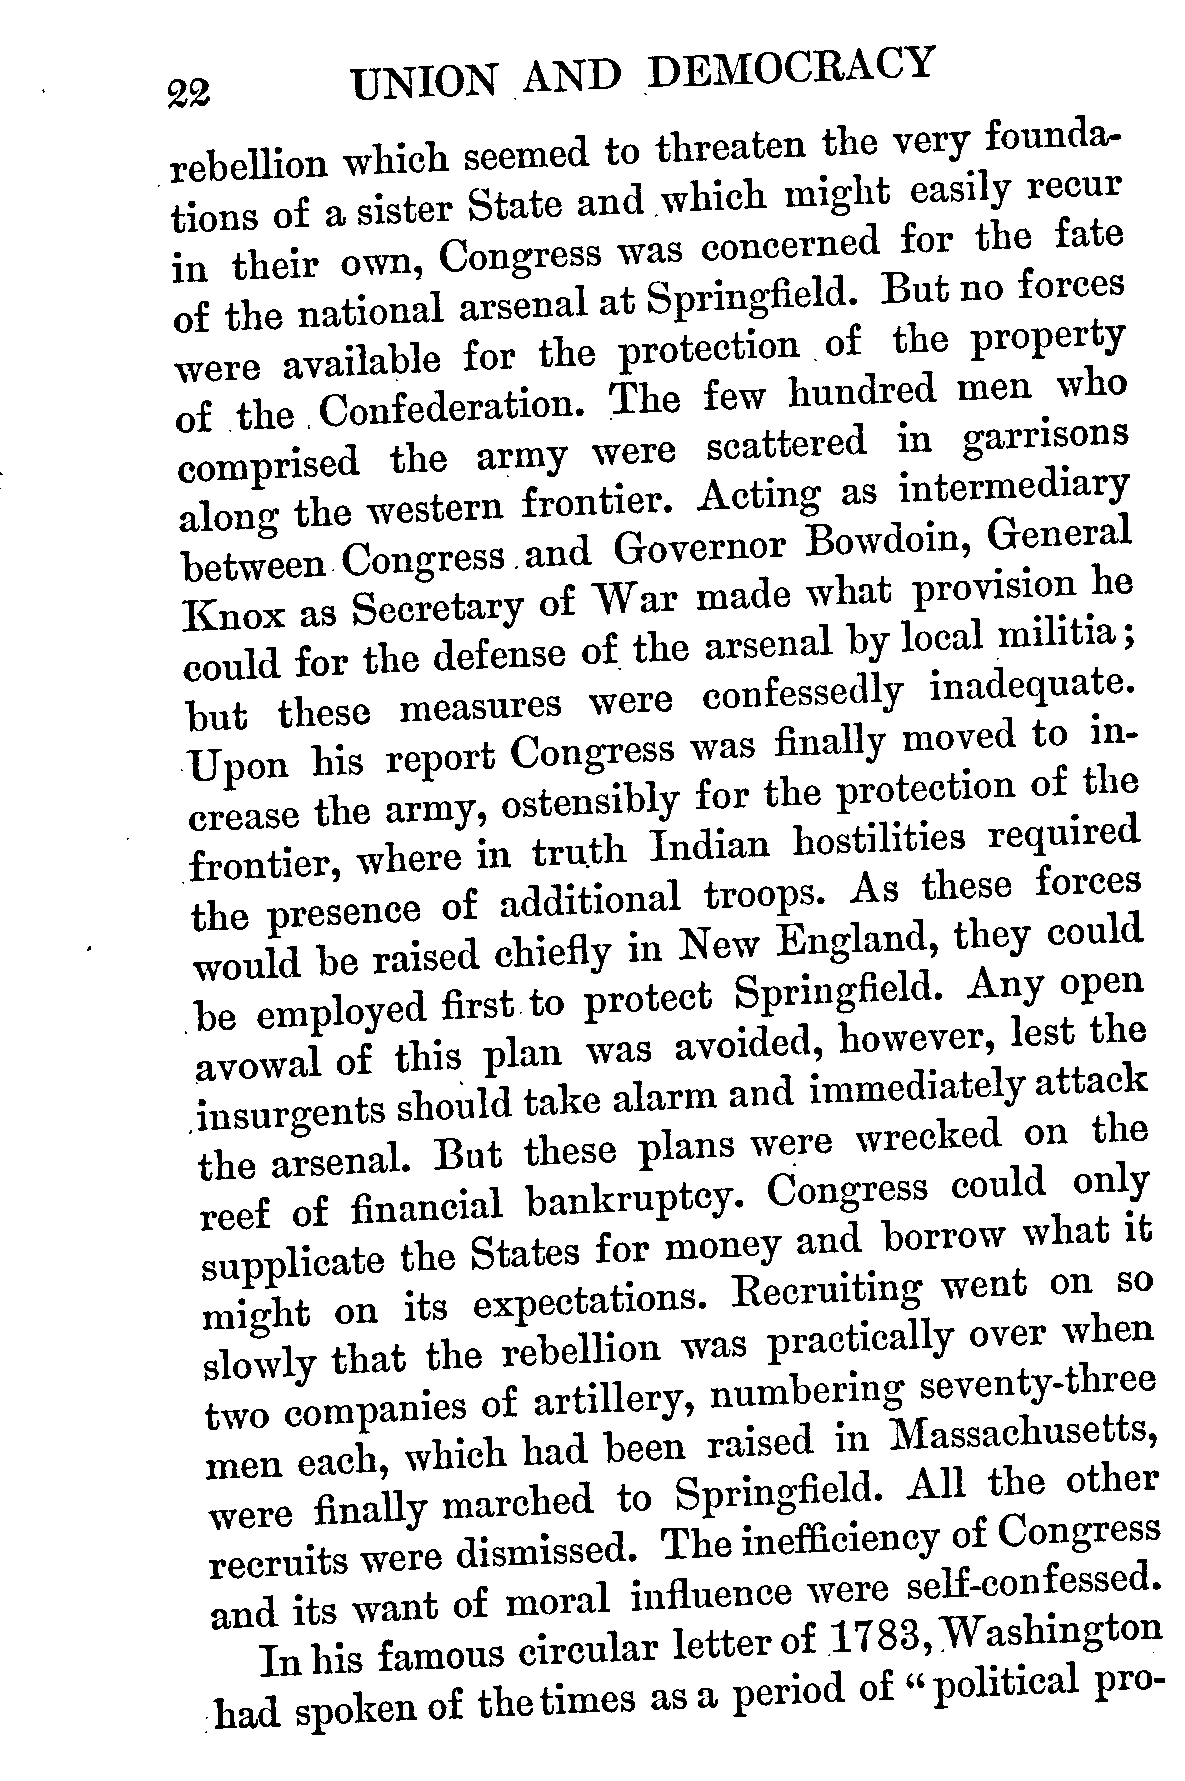 22 UNION AND DEMOCRACY
rebellion which seemed to threaten the very founda-
tions of a sister State and which might easily recur
in their own, Congress was concerned for the fate
of the national arsenal at Springfield. But no forces
were available for the protection of the property
of the Confederation. The few hundred men who
comprised the army were scattered in garrisons
along the western frontier. Acting as intermediary
between Congress and Governor Bowdoin, General
Knox as Secretary of War made what provision he
could for the defense of the arsenal by local militia;
but these measures were confessedly inadequate.
Upon his report Congress was finally moved to in-
crease the army, ostensibly for the protection of the
frontier, where in truth Indian hostilities required
the presence of additional troops. As these forces
would be raised chiefly in New England, they could
be employed first to protect Springfield. Any open
avowal of this plan was avoided, however, lest the
insurgents should take alarm and immediately attack
the arsenal. But these plans were wrecked on the
reef of financial bankruptcy. Congress could only
supplicate the States for money and borrow what it
might on its expectations. Recruiting went on so
slowly that the rebellion was practically over when
two companies of artillery, numbering seventy-three
men each, which had been raised in Massachusetts,
were finally marched to Springfield. All the other
recruits were dismissed. The inefficiency of Congress
and its want of moral influence were self-confessed.
In his famous circular letter of 1783, Washington
had spoken of the times as a period of "political pro-